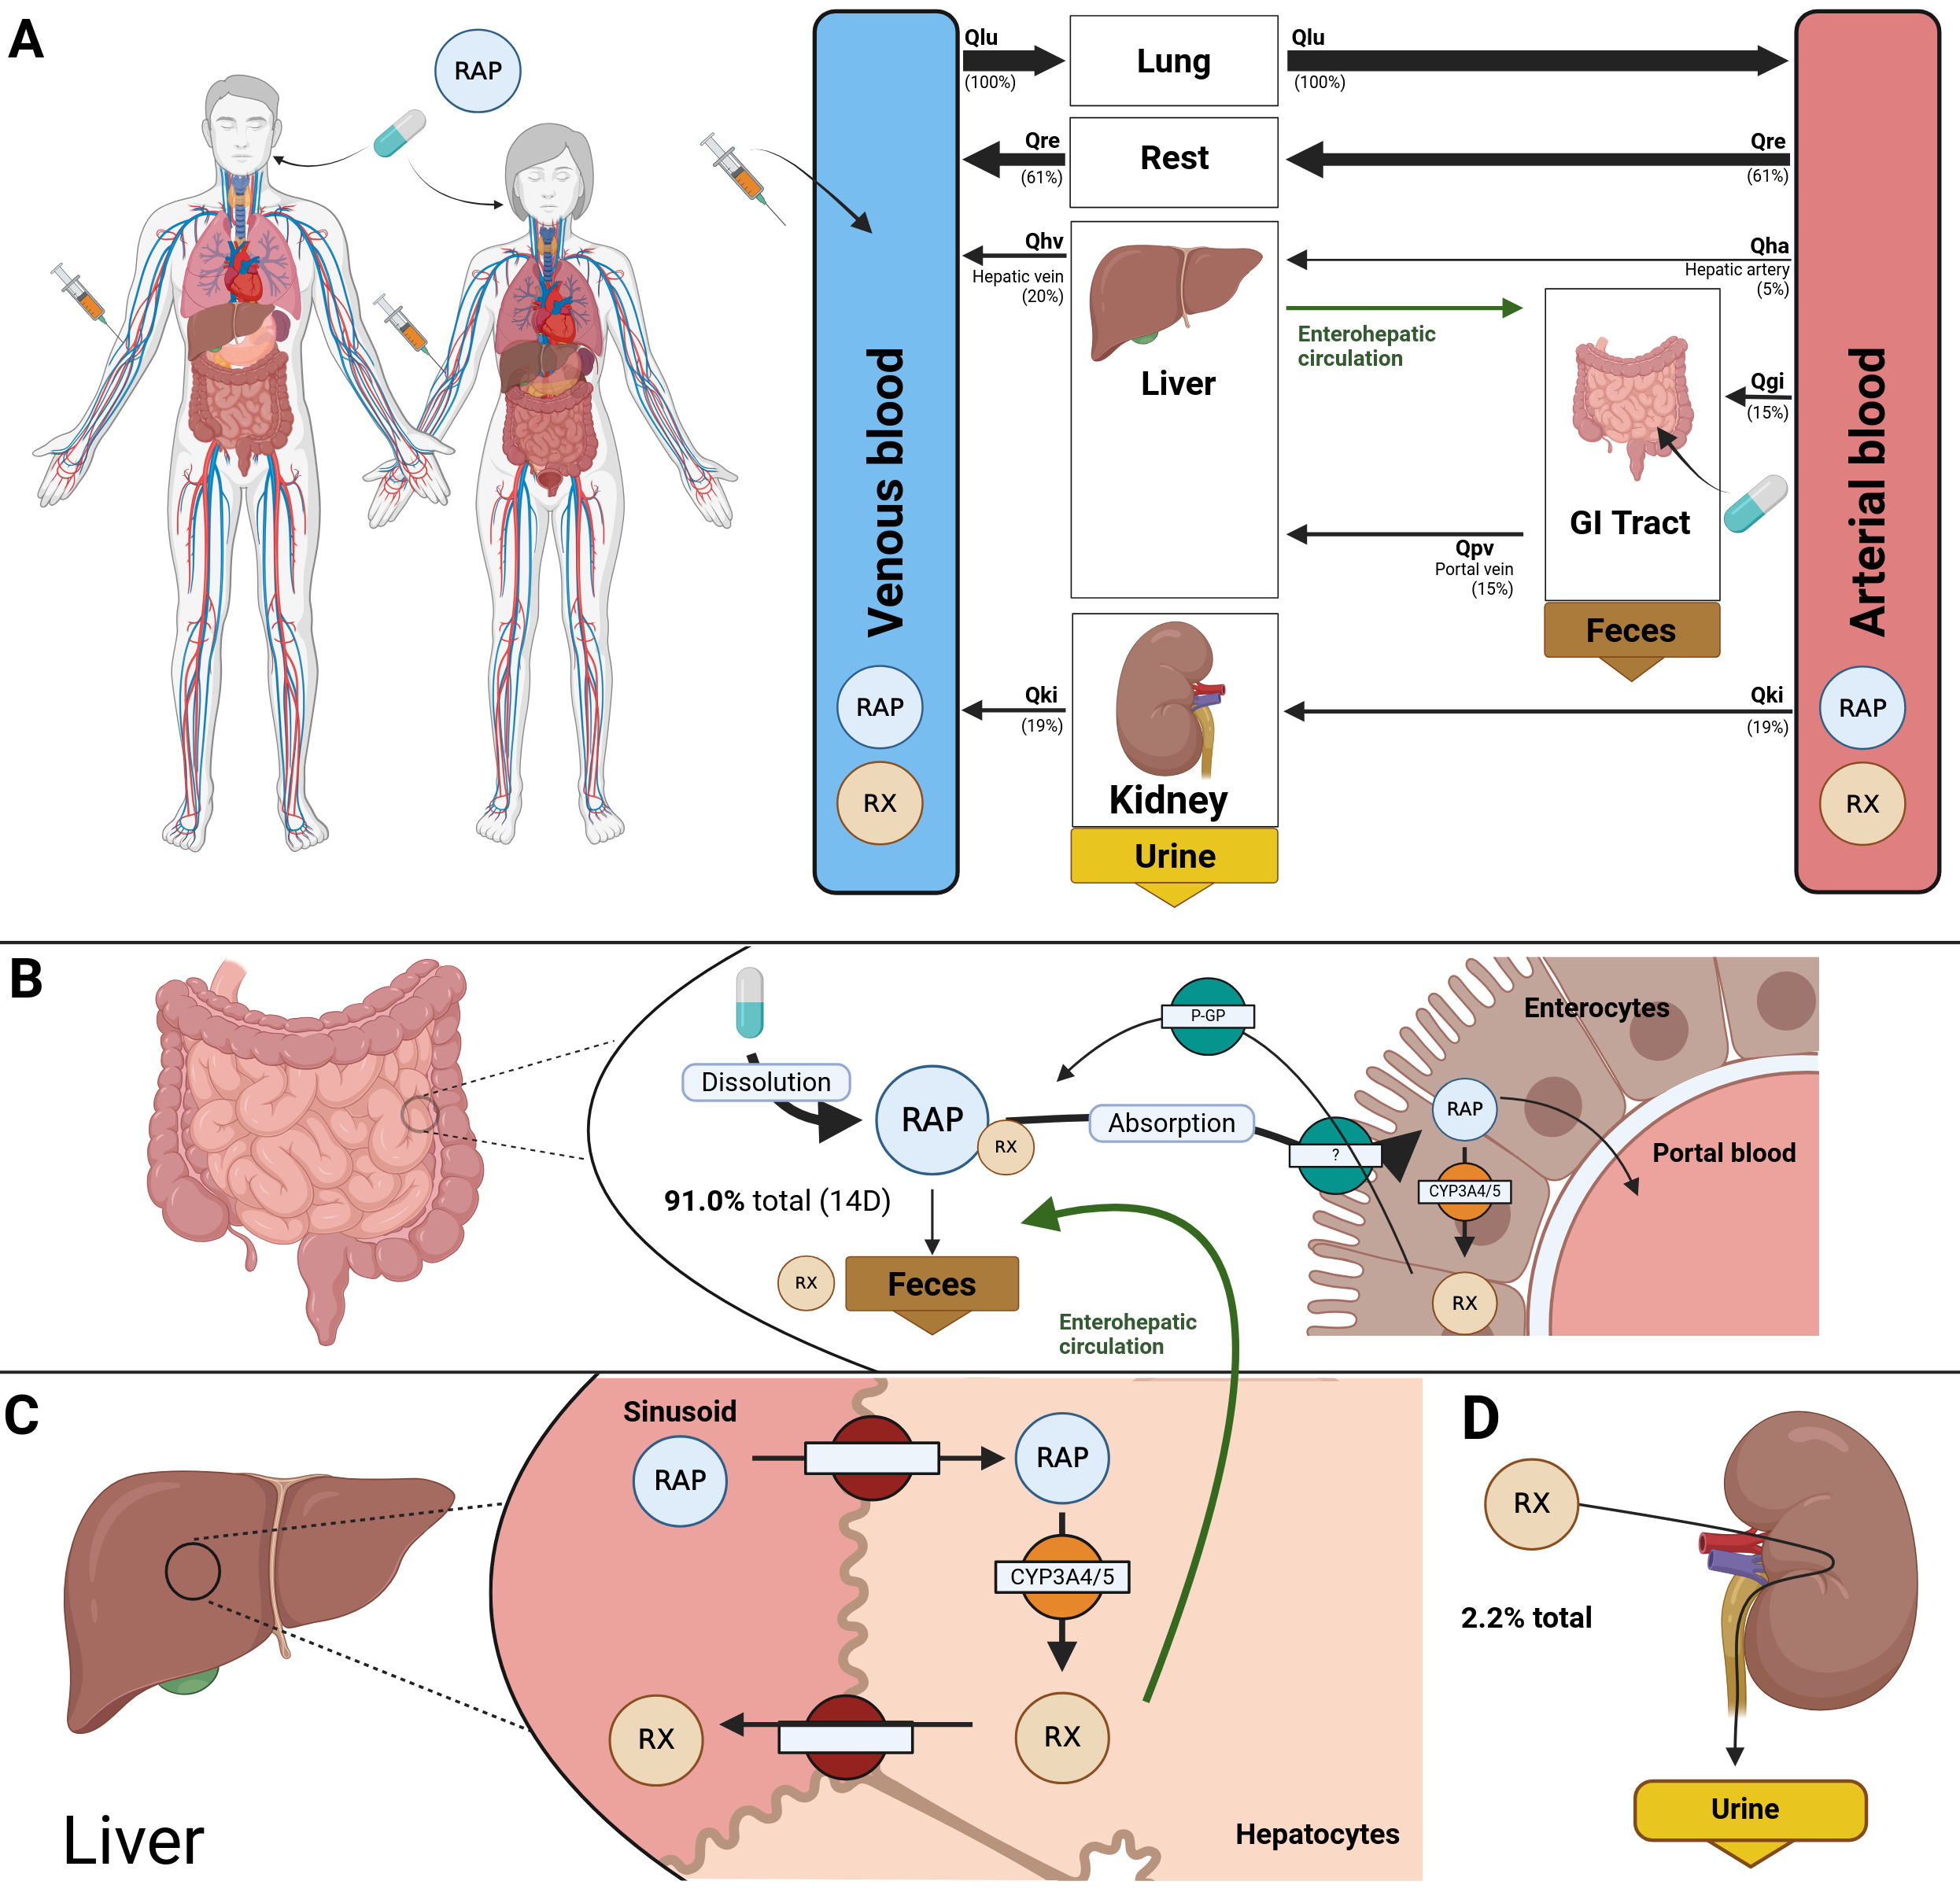 A
RAP
Venous blood
RAP
RX
Qlu
(100%)
Lung
Qlu
(100%)
Qre
(61%)
Rest
Qre
(61%)
Qhv
Hepatic vein
(20%)
Liver
Qha
Hepatic artery
(5%)
Enterohepatic
circulation
Qgi
(15%)
GI Tract
Qpv
Portal vein
(15%)
Feces
Qki
(19%)
Kidney
Qki
(19%)
Urine
Arterial blood
RAP
RX
B
Dissolution
RAP
RX
Absorption
P-GP
?
Enterocytes
RAP
CYP3A4/5
RX
Portal blood
91.0% total (14D)
RX
Feces
Enterohepatic
circulation
C
Liver
Sinusoid
RAP
RAP
CYP3A4/5
RX
RX
Hepatocytes
D
RX
2.2% total
Urine